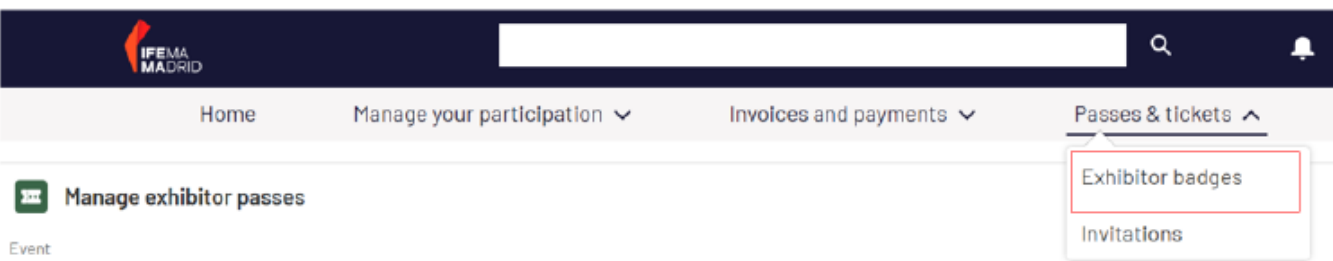 IFEMA
MADRID
Home Manage your participation Invoices and payments Passes & tickets
Exhibitor badges
Manage exhibitor passes
Invitations
Event